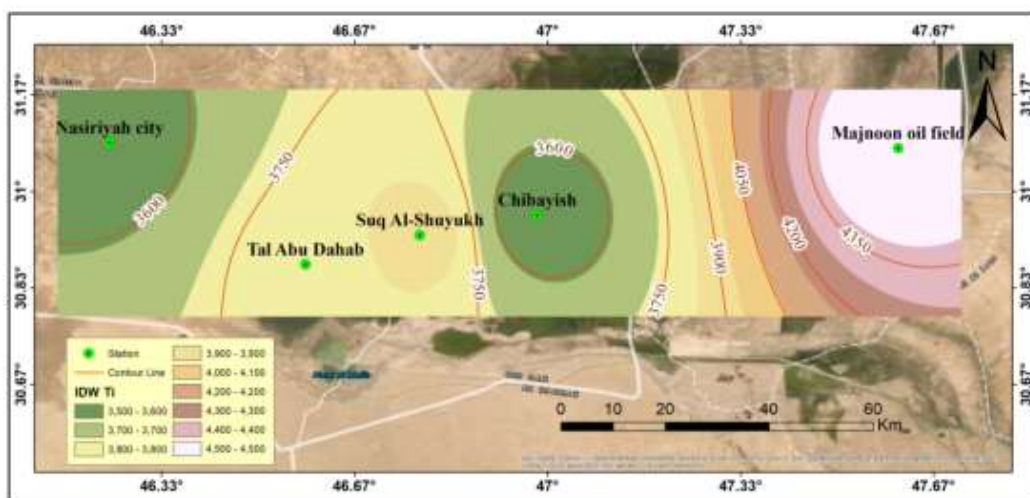 46.33° 46.67° 47° 47.33° 47.67°
N
31.17° 31.17°
Nasiriyah city
Majnoon oil field
3750
3600
4050
31° 31°
Chibayish
3600
Suq Al-Shuyukh
4200
4350
Tal Abu Dahab
3900
3750
3750
30.83° 30.83°
Station
Contour Line
IDW Ti
3,500 - 3,600
3,700 - 3,700
3,800 - 3,800
3,900 - 3,900
4,000 - 4,100
4,200 - 4,200
4,300 - 4,300
4,400 - 4,400
4,500 - 4,500
30.67° 30.67°
0 10 20 40 60
Km
46.33° 46.67° 47° 47.33° 47.67°